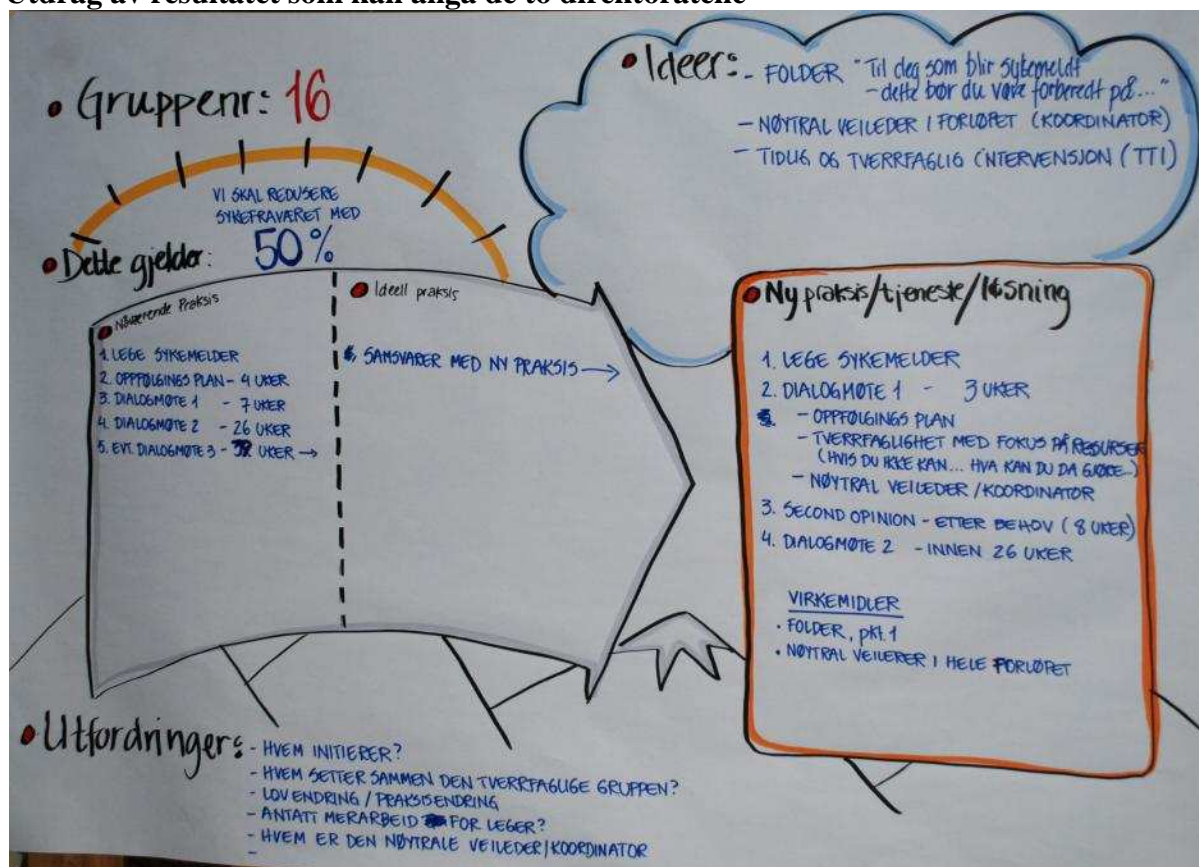 Utdrag av resultatet som kan angå de to direktoratene
• Gruppenr: 16
VI SKAL REDUSERE
SYKEFRAVÆRET MED
50%
• Dette gjelder:
• Nåværende Praksis
1. LEGE SYKEMELDER
2. OPPFØLGINGS PLAN - 4 UKER
3. DIALOGMØTE 1 - 7 UKER
4. DIALOGMØTE 2 - 26 UKER
5. EVT. DIALOGMØTE 3 - UKER →
• Ideell praksis
SAMSVARER MED NY PRAKSIS →
• Ideer:
- FOLDER "Til deg som blir sykemeldt
- dette bør du være forberedt på..."
- NØYTRAL VEILEDER I FORLØPET (KOORDINATOR)
- TIDLIG OG TVERRFAGLIG INTERVENSJON (TTI)
• Ny praksis/tjeneste/løsning
1. LEGE SYKEMELDER
2. DIALOGMØTE 1 - 3 UKER
- OPPFØLGINGS PLAN
- TVERRFAGLIGHET MED FOKUS PÅ RESURSER
(HVIS DU IKKE KAN... HVA KAN DU DA GJØRE...)
- NØYTRAL VEILEDER / KOORDINATOR
3. SECOND OPINION - ETTER BEHOV (8 UKER)
4. DIALOGMØTE 2 - INNEN 26 UKER
VIRKEMIDLER
• FOLDER, pkt. 1
• NØYTRAL VEILERER I HELE FORLØPET
• Utfordringer:
- HVEM INITIERER?
- HVEM SETTER SAMMEN DEN TVERRFAGLIGE GRUPPEN?
- LOVENDRING / PRAKSISENDRING
- ANTATT MERARBEID FOR LEGER?
- HVEM ER DEN NØYTRALE VEILEDER/KOORDINATOR
-